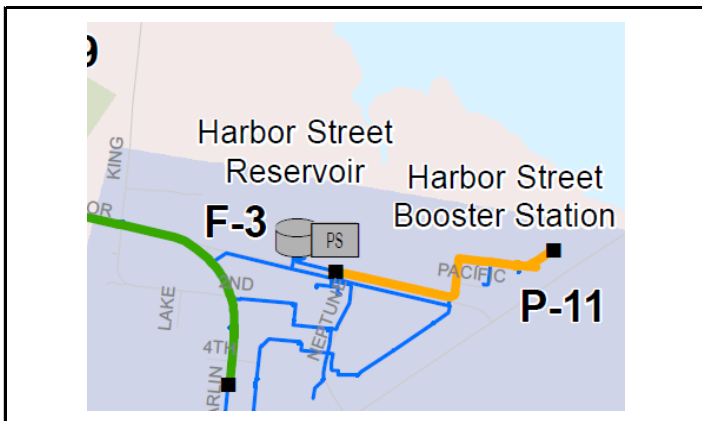 9
Harbor Street
Reservoir
Harbor Street
Booster Station
KING
OR
F-3
PS
PACIFIC
2ND
P-11
LAKE
NEPTUNE
4TH
ARLIN